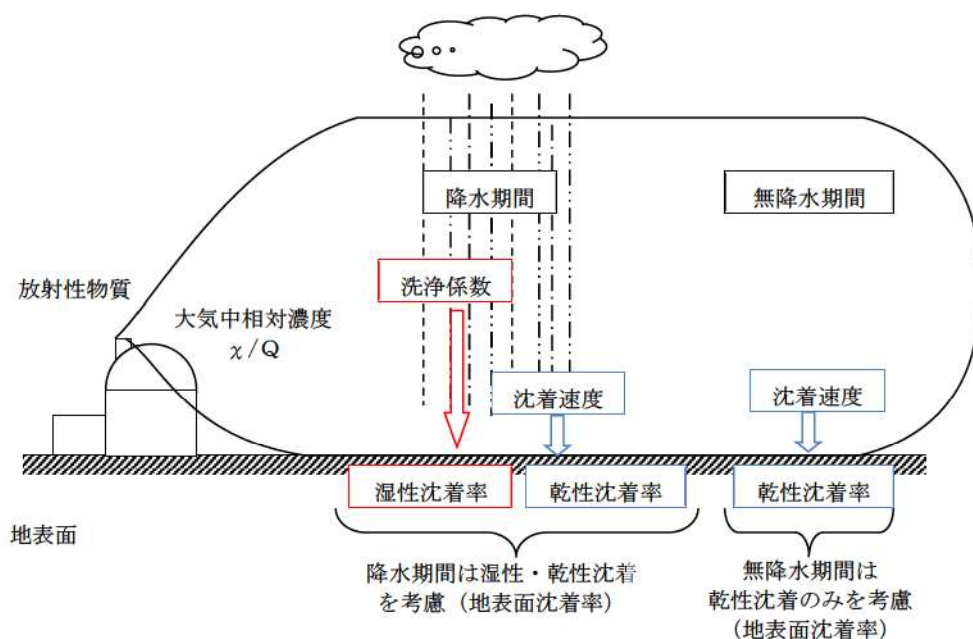 降水期間
無降水期間
洗浄係数
放射性物質
大気中相対濃度
χ/Q
沈着速度
沈着速度
湿性沈着率
乾性沈着率
乾性沈着率
地表面
降水期間は湿性・乾性沈着
を考慮（地表面沈着率）
無降水期間は
乾性沈着のみを考慮
（地表面沈着率）